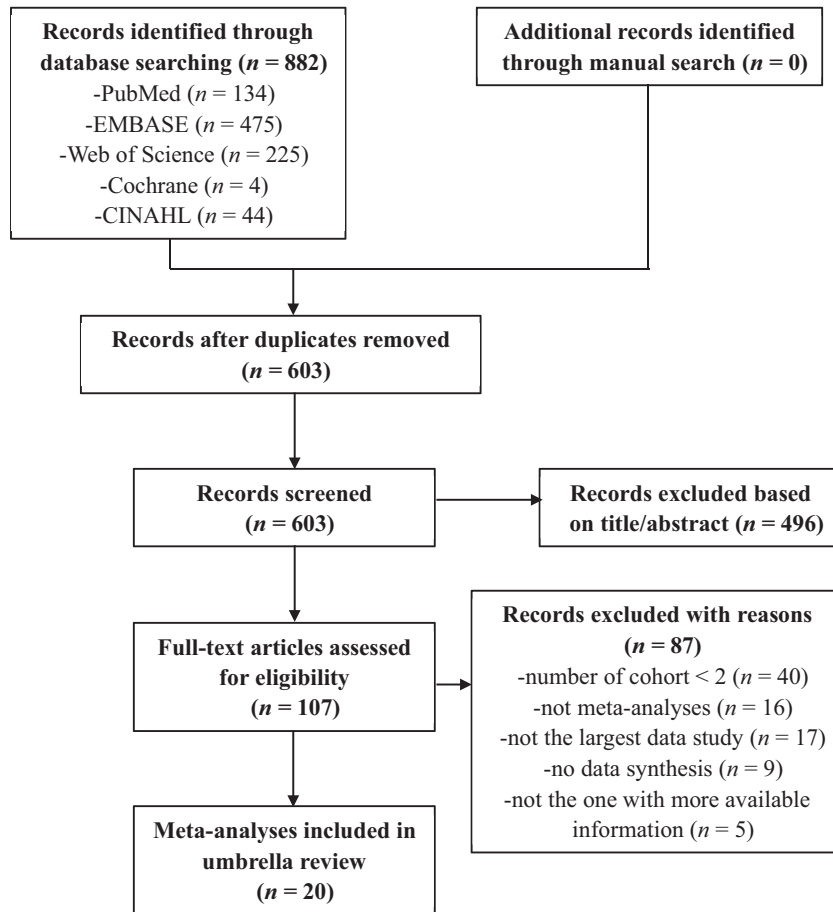 Records identified through
database searching (n = 882)
-PubMed (n = 134)
-EMBASE (n = 475)
-Web of Science (n = 225)
-Cochrane (n = 4)
-CINAHL (n = 44)
Additional records identified
through manual search (n = 0)
Records after duplicates removed
(n = 603)
Records screened
(n = 603)
Records excluded based
on title/abstract (n = 496)
Full-text articles assessed
for eligibility
(n = 107)
Records excluded with reasons
(n = 87)
-number of cohort < 2 (n = 40)
-not meta-analyses (n = 16)
-not the largest data study (n = 17)
-no data synthesis (n = 9)
-not the one with more available
information (n = 5)
Meta-analyses included in
umbrella review
(n = 20)